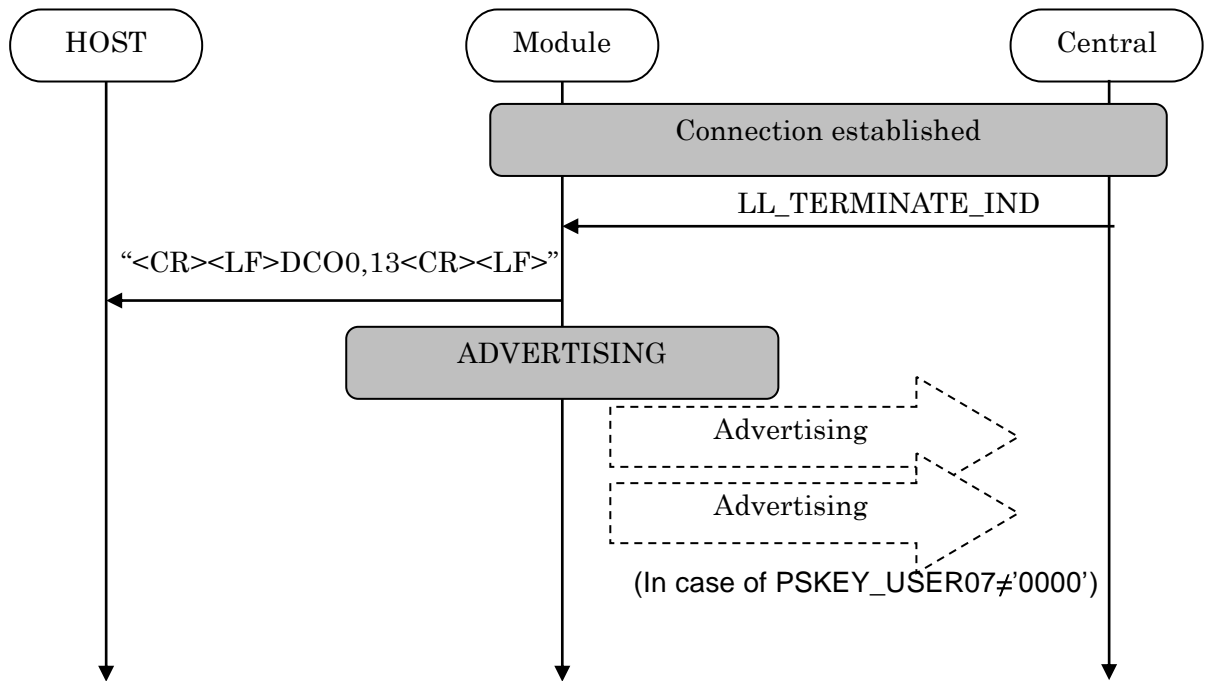 HOST
Module
Central
Connection established
LL_TERMINATE_IND
“<CR><LF>DCO0,13<CR><LF>”
ADVERTISING
Advertising
Advertising
(In case of PSKEY_USER07≠'0000')